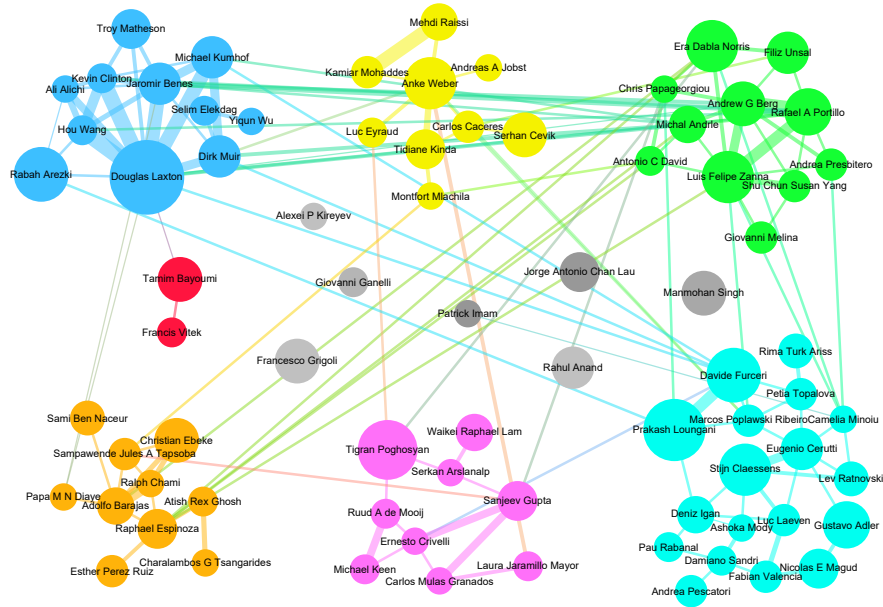 Mehdi Raissi
Troy Matheson
Era Dabla Norris
Filiz Unsal
Michael Kumhof
Kamiar Mohaddes
Andreas A Jobst
Kevin Clinton
Jaromir Benes
Anke Weber
Ali Alichi
Chris Papageorgiou
Andrew G Berg
Selim Elekdag
Rafael A Portillo
Yiqun Wu
Hou Wang
Luc Eyraud
Carlos Caceres
Michal Andrle
Serhan Cevik
Tidiane Kinda
Dirk Muir
Antonio C David
Andrea Presbitero
Rabah Arezki
Douglas Laxton
Luis Felipe Zanna
Shu Chun Susan Yang
Montfort Mlachila
Alexei P Kireyev
Giovanni Melina
Tamim Bayoumi
Giovanni Ganelli
Jorge Antonio Chan Lau
Manmohan Singh
Patrick Imam
Francis Vitek
Rima Turk Ariss
Francesco Grigoli
Rahul Anand
Davide Furceri
Petia Topalova
Sami Ben Naceur
Marcos Poplawski Ribeiro
Camelia Minoiu
Prakash Loungani
Waikei Raphael Lam
Christian Ebeke
Tigran Poghosyan
Eugenio Cerutti
Sampawende Jules A Tapsoba
Serkan Arslanalp
Stijn Claessens
Lev Ratnovski
Ralph Chami
Papa M N Diaye
Atish Rex Ghosh
Adolfo Barajas
Sanjeev Gupta
Ruud A de Mooij
Deniz Igan
Luc Laeven
Gustavo Adler
Raphael Espinoza
Ashoka Mody
Ernesto Crivelli
Pau Rabanal
Damiano Sandri
Charalambos G Tsangarides
Esther Perez Ruiz
Michael Keen
Laura Jaramillo Mayor
Carlos Mulas Granados
Nicolas E Magud
Fabian Valencia
Andrea Pescatori